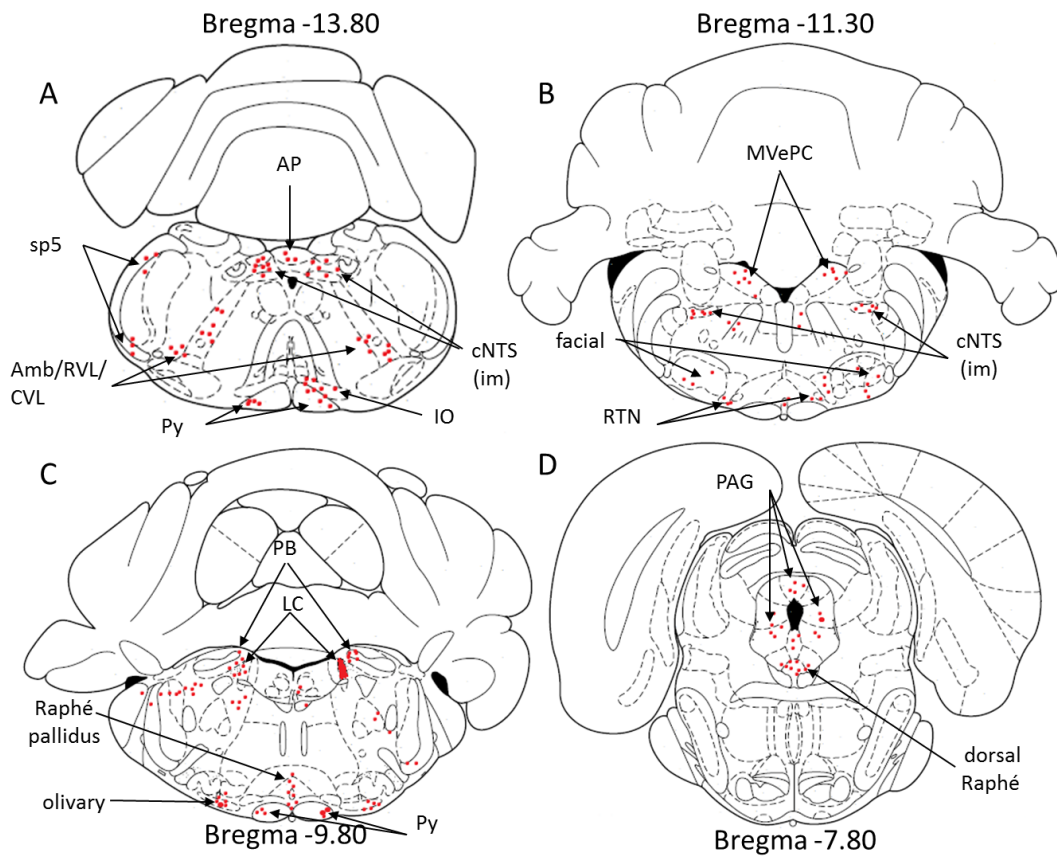 Bregma -13.80
A
AP
sp5
Amb/RVL/
CVL
Py
IO
cNTS
(im)
Bregma -11.30
B
MVePC
facial
RTN
cNTS
(im)
C
PB
LC
Raphé
pallidus
olivary
Py
Bregma -9.80
D
PAG
dorsal
Raphé
Bregma -7.80